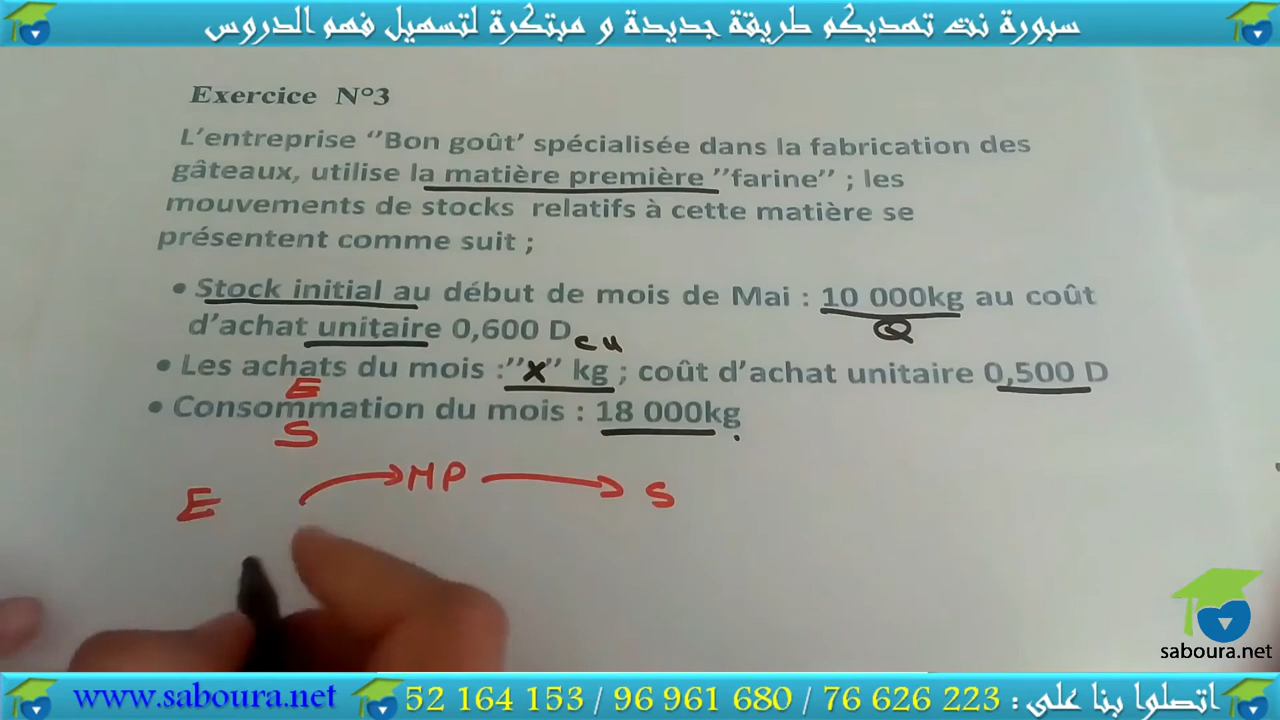 سبورة نت تهديكم طريقة جديدة و مبتكرة لتسهيل فهم الدروس
Exercice N°3
L'entreprise ‘’Bon goût’ spécialisée dans la fabrication des
gâteaux, utilise la matière première ’’farine’’ ; les
mouvements de stocks relatifs à cette matière se
présentent comme suit ;
• Stock initial au début de mois de Mai : 10 000kg au coût
Q
d’achat unitaire 0,600 D
cu
• Les achats du mois :’’X’’ kg ; coût d’achat unitaire 0,500 D
E
• Consommation du mois : 18 000kg
S
E MP S
saboura.net
www.saboura.net 52 164 153 / 96 961 680 / 76 626 223 : اتصلوا بنا على